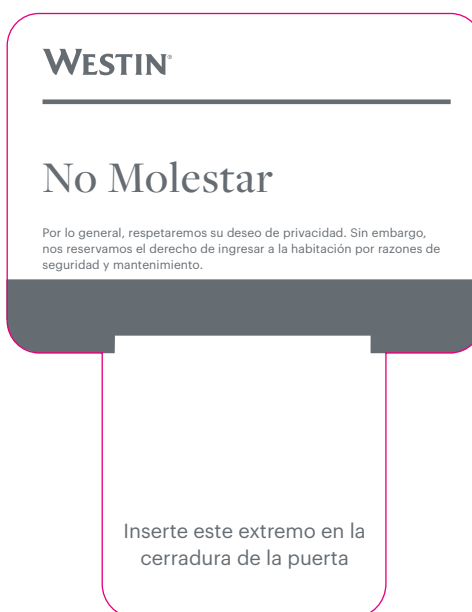 WESTIN®
No Molestar
Por lo general, respetaremos su deseo de privacidad. Sin embargo,
nos reservamos el derecho de ingresar a la habitación por razones de
seguridad y mantenimiento.
Inserte este extremo en la
cerradura de la puerta